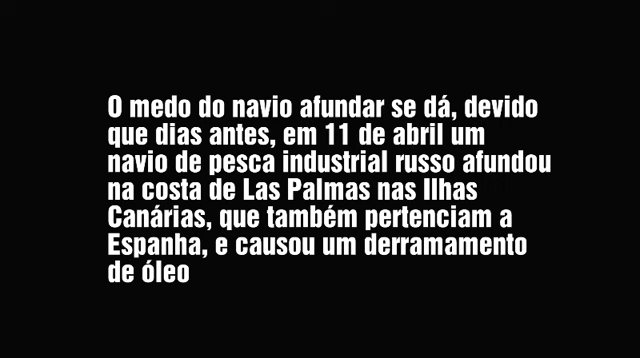 O medo do navio afundar se dá, devido
que dias antes, em 11 de abril um
navio de pesca industrial russo afundou
na costa de Las Palmas nas Ilhas
Canárias, que também pertenciam a
Espanha, e causou um derramamento
de óleo